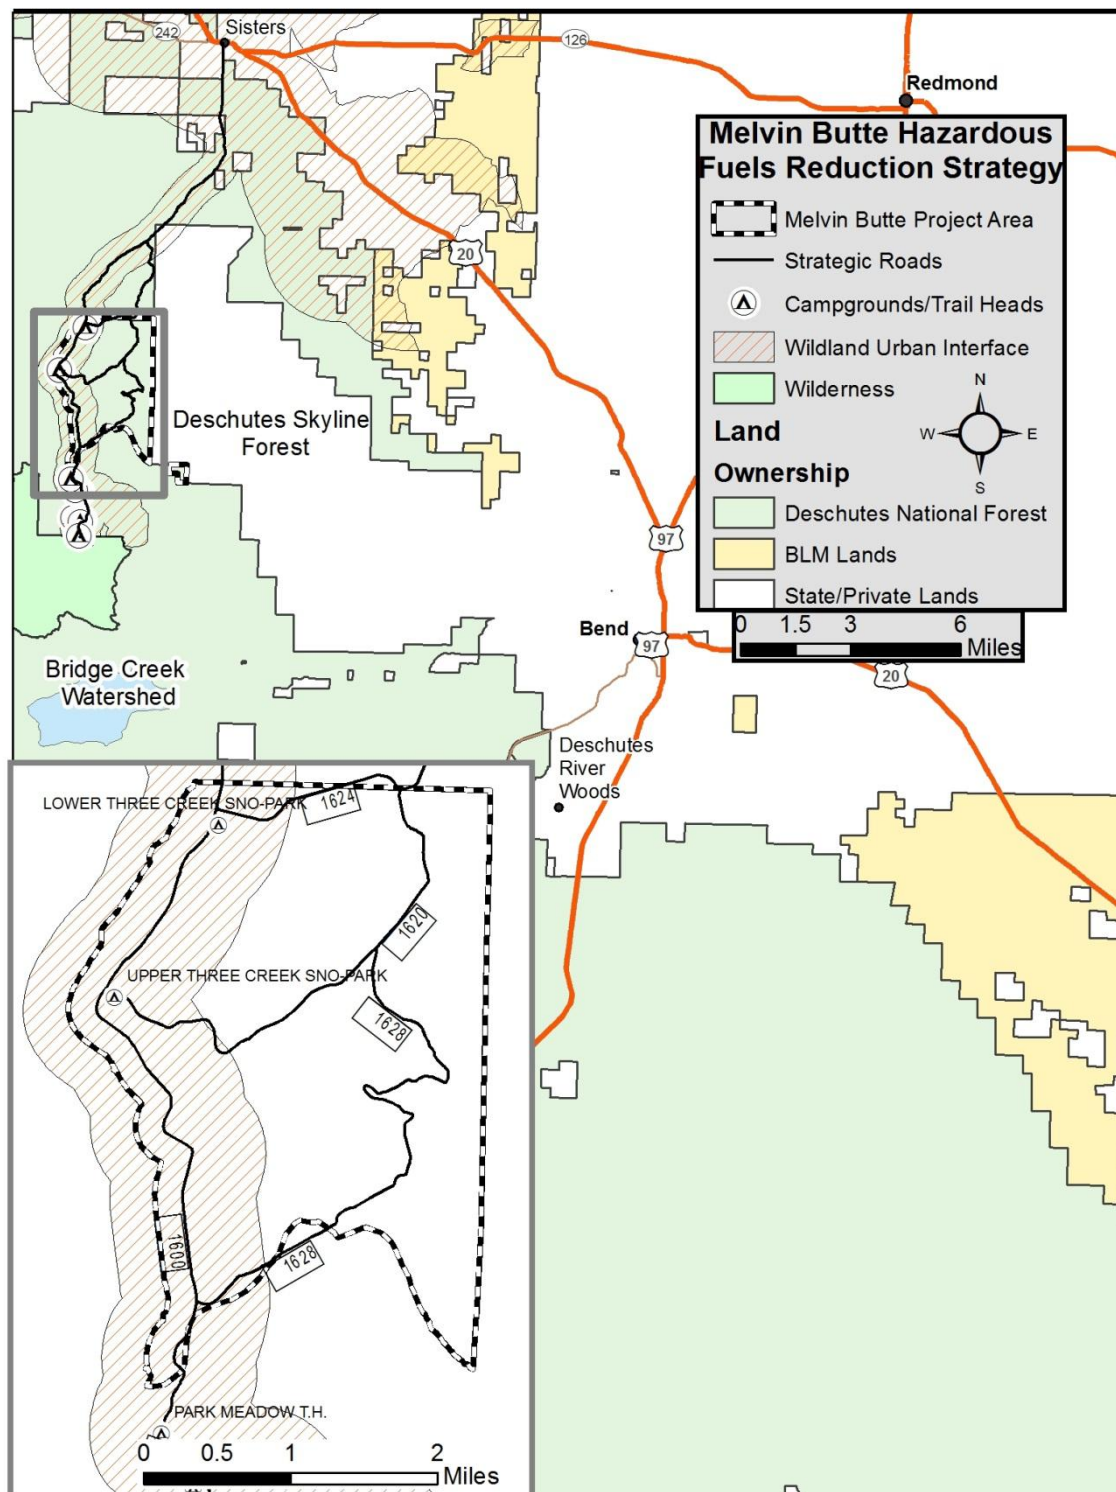 Sisters
242
126
Redmond
Melvin Butte Hazardous
Fuels Reduction Strategy
Melvin Butte Project Area
Strategic Roads
Campgrounds/Trail Heads
Wildland Urban Interface
Wilderness
N
W
E
S
Land
Ownership
Deschutes National Forest
BLM Lands
State/Private Lands
0 1.5 3 6
Miles
20
Deschutes Skyline
Forest
97
Bend
97
20
Bridge Creek
Watershed
Deschutes
River
Woods
LOWER THREE CREEK SNO-PARK
1624
1620
UPPER THREE CREEK SNO-PARK
1628
1600
1628
PARK MEADOW T.H.
0 0.5 1 2
Miles